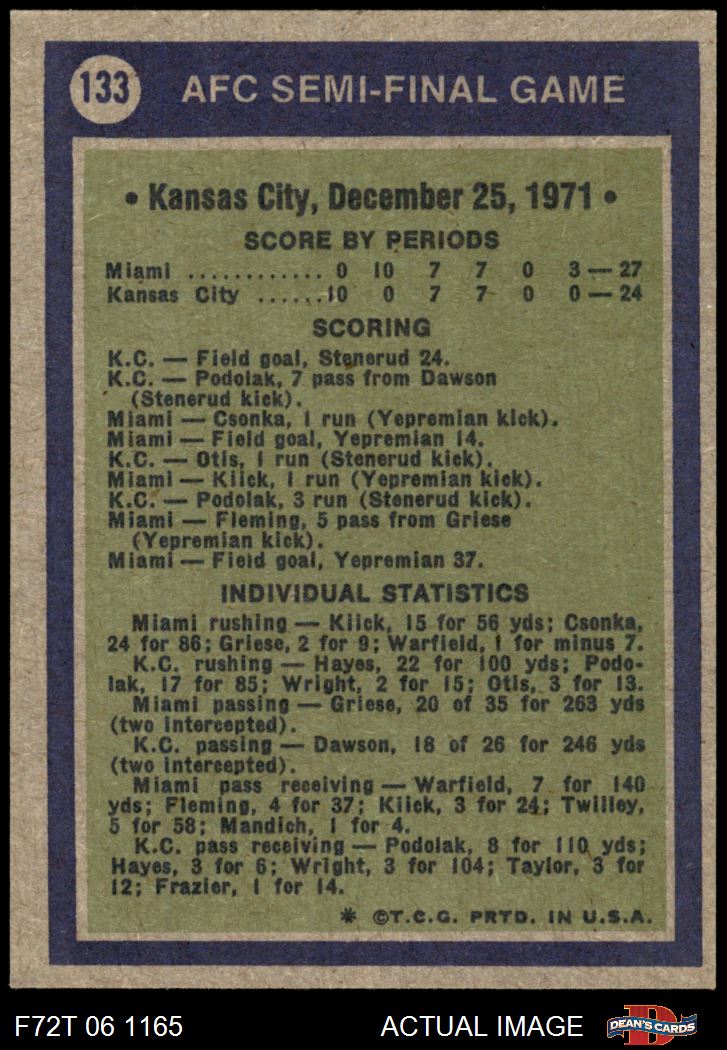 133 AFC SEMI-FINAL GAME
• Kansas City, December 25, 1971 •
SCORE BY PERIODS
Miami ............ 0 10 7 7 0 3 — 27
Kansas City ......10 0 7 7 0 0 — 24
SCORING
K.C. — Field goal, Stenerud 24.
K.C. — Podolak, 7 pass from Dawson
(Stenerud kick).
Miami — Csonka, 1 run (Yepremian kick).
Miami — Field goal, Yepremian 14.
K.C. — Otis, 1 run (Stenerud kick).
Miami — Kiick, 1 run (Yepremian kick).
K.C. — Podolak, 3 run (Stenerud kick).
Miami — Fleming, 5 pass from Griese
(Yepremian kick).
Miami — Field goal, Yepremian 37.
INDIVIDUAL STATISTICS
Miami rushing — Kiick, 15 for 56 yds; Csonka,
24 for 86; Griese, 2 for 9; Warfield, 1 for minus 7.
K.C. rushing — Hayes, 22 for 100 yds; Podo-
lak, 17 for 85; Wright, 2 for 15; Otis, 3 for 13.
Miami passing — Griese, 20 of 35 for 263 yds
(two intercepted).
K.C. passing — Dawson, 18 of 26 for 246 yds
(two intercepted).
Miami pass receiving — Warfield, 7 for 140
yds; Fleming, 4 for 37; Kiick, 3 for 24; Twilley,
5 for 58; Mandich, 1 for 4.
K.C. pass receiving — Podolak, 8 for 110 yds;
Hayes, 3 for 6; Wright, 3 for 104; Taylor, 3 for
12; Frazier, 1 for 14.
* ©T.C.G. PRTD. IN U.S.A.
F72T 06 1165 ACTUAL IMAGE D DEAN'S CARDS